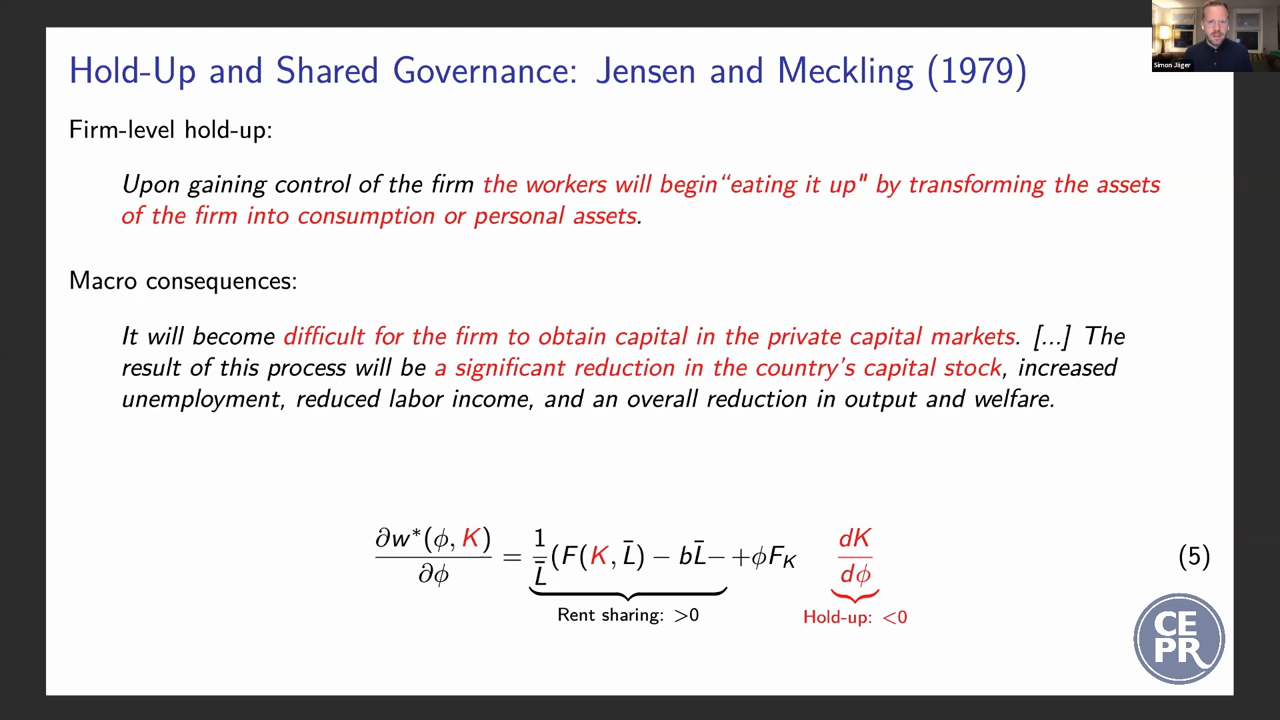 Hold-Up and Shared Governance: Jensen and Meckling (1979)
Simon Jäger
Firm-level hold-up:
Upon gaining control of the firm the workers will begin“eating it up" by transforming the assets
of the firm into consumption or personal assets.
Macro consequences:
It will become difficult for the firm to obtain capital in the private capital markets. [...] The
result of this process will be a significant reduction in the country's capital stock, increased
unemployment, reduced labor income, and an overall reduction in output and welfare.
∂w*(ϕ, K)/∂ϕ = 1/L̄ (F(K, L̄) − bL̄− +ϕF_K dK/dϕ (5)
Rent sharing: >0
Hold-up: <0
CE
PR